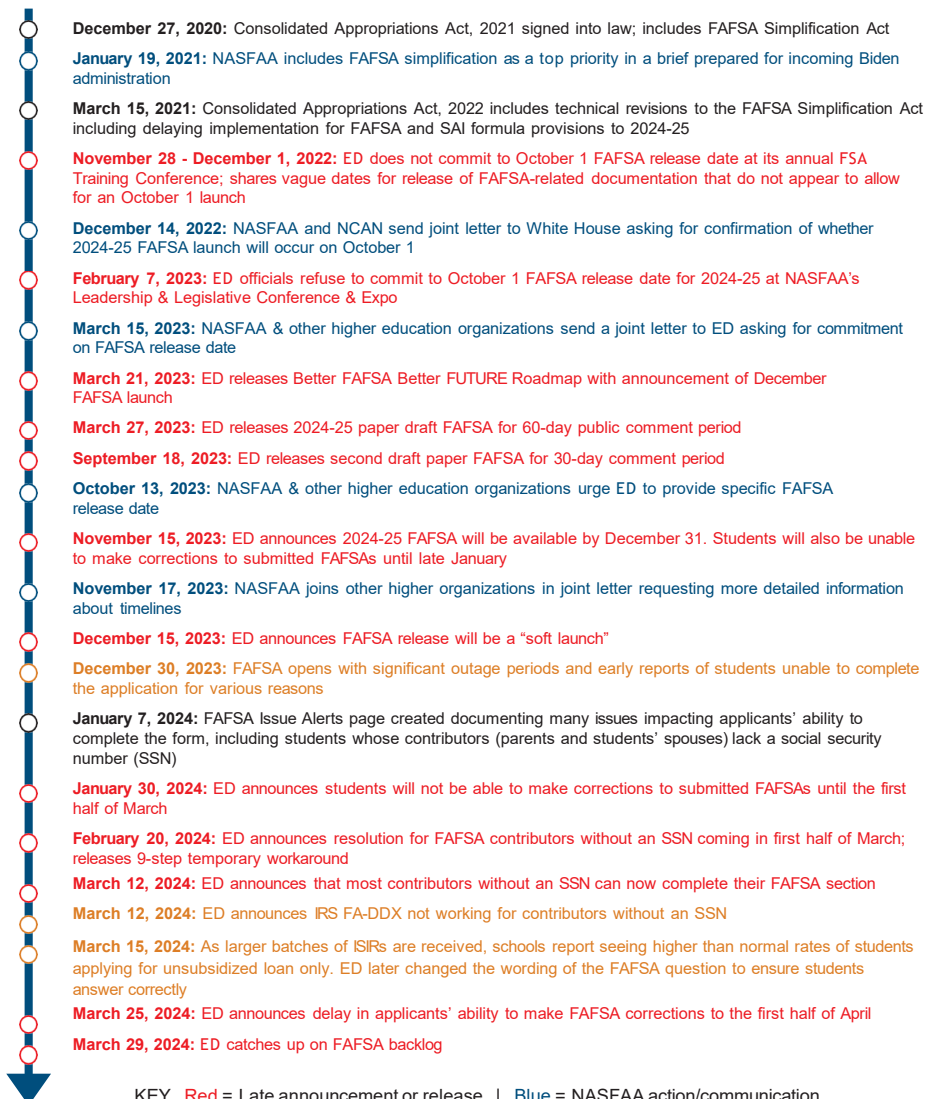 December 27, 2020: Consolidated Appropriations Act, 2021 signed into law; includes FAFSA Simplification Act
January 19, 2021: NASFAA includes FAFSA simplification as a top priority in a brief prepared for incoming Biden
administration
March 15, 2021: Consolidated Appropriations Act, 2022 includes technical revisions to the FAFSA Simplification Act
including delaying implementation for FAFSA and SAI formula provisions to 2024-25
November 28 - December 1, 2022: ED does not commit to October 1 FAFSA release date at its annual FSA
Training Conference; shares vague dates for release of FAFSA-related documentation that do not appear to allow
for an October 1 launch
December 14, 2022: NASFAA and NCAN send joint letter to White House asking for confirmation of whether
2024-25 FAFSA launch will occur on October 1
February 7, 2023: ED officials refuse to commit to October 1 FAFSA release date for 2024-25 at NASFAA's
Leadership & Legislative Conference & Expo
March 15, 2023: NASFAA & other higher education organizations send a joint letter to ED asking for commitment
on FAFSA release date
March 21, 2023: ED releases Better FAFSA Better FUTURE Roadmap with announcement of December
FAFSA launch
March 27, 2023: ED releases 2024-25 paper draft FAFSA for 60-day public comment period
September 18, 2023: ED releases second draft paper FAFSA for 30-day comment period
October 13, 2023: NASFAA & other higher education organizations urge ED to provide specific FAFSA
release date
November 15, 2023: ED announces 2024-25 FAFSA will be available by December 31. Students will also be unable
to make corrections to submitted FAFSAs until late January
November 17, 2023: NASFAA joins other higher organizations in joint letter requesting more detailed information
about timelines
December 15, 2023: ED announces FAFSA release will be a “soft launch”
December 30, 2023: FAFSA opens with significant outage periods and early reports of students unable to complete
the application for various reasons
January 7, 2024: FAFSA Issue Alerts page created documenting many issues impacting applicants’ ability to
complete the form, including students whose contributors (parents and students’ spouses) lack a social security
number (SSN)
January 30, 2024: ED announces students will not be able to make corrections to submitted FAFSAs until the first
half of March
February 20, 2024: ED announces resolution for FAFSA contributors without an SSN coming in first half of March;
releases 9-step temporary workaround
March 12, 2024: ED announces that most contributors without an SSN can now complete their FAFSA section
March 12, 2024: ED announces IRS FA-DDX not working for contributors without an SSN
March 15, 2024: As larger batches of ISIRs are received, schools report seeing higher than normal rates of students
applying for unsubsidized loan only. ED later changed the wording of the FAFSA question to ensure students
answer correctly
March 25, 2024: ED announces delay in applicants’ ability to make FAFSA corrections to the first half of April
March 29, 2024: ED catches up on FAFSA backlog
KEY Red = Late announcement or release | Blue = NASFAA action/communication